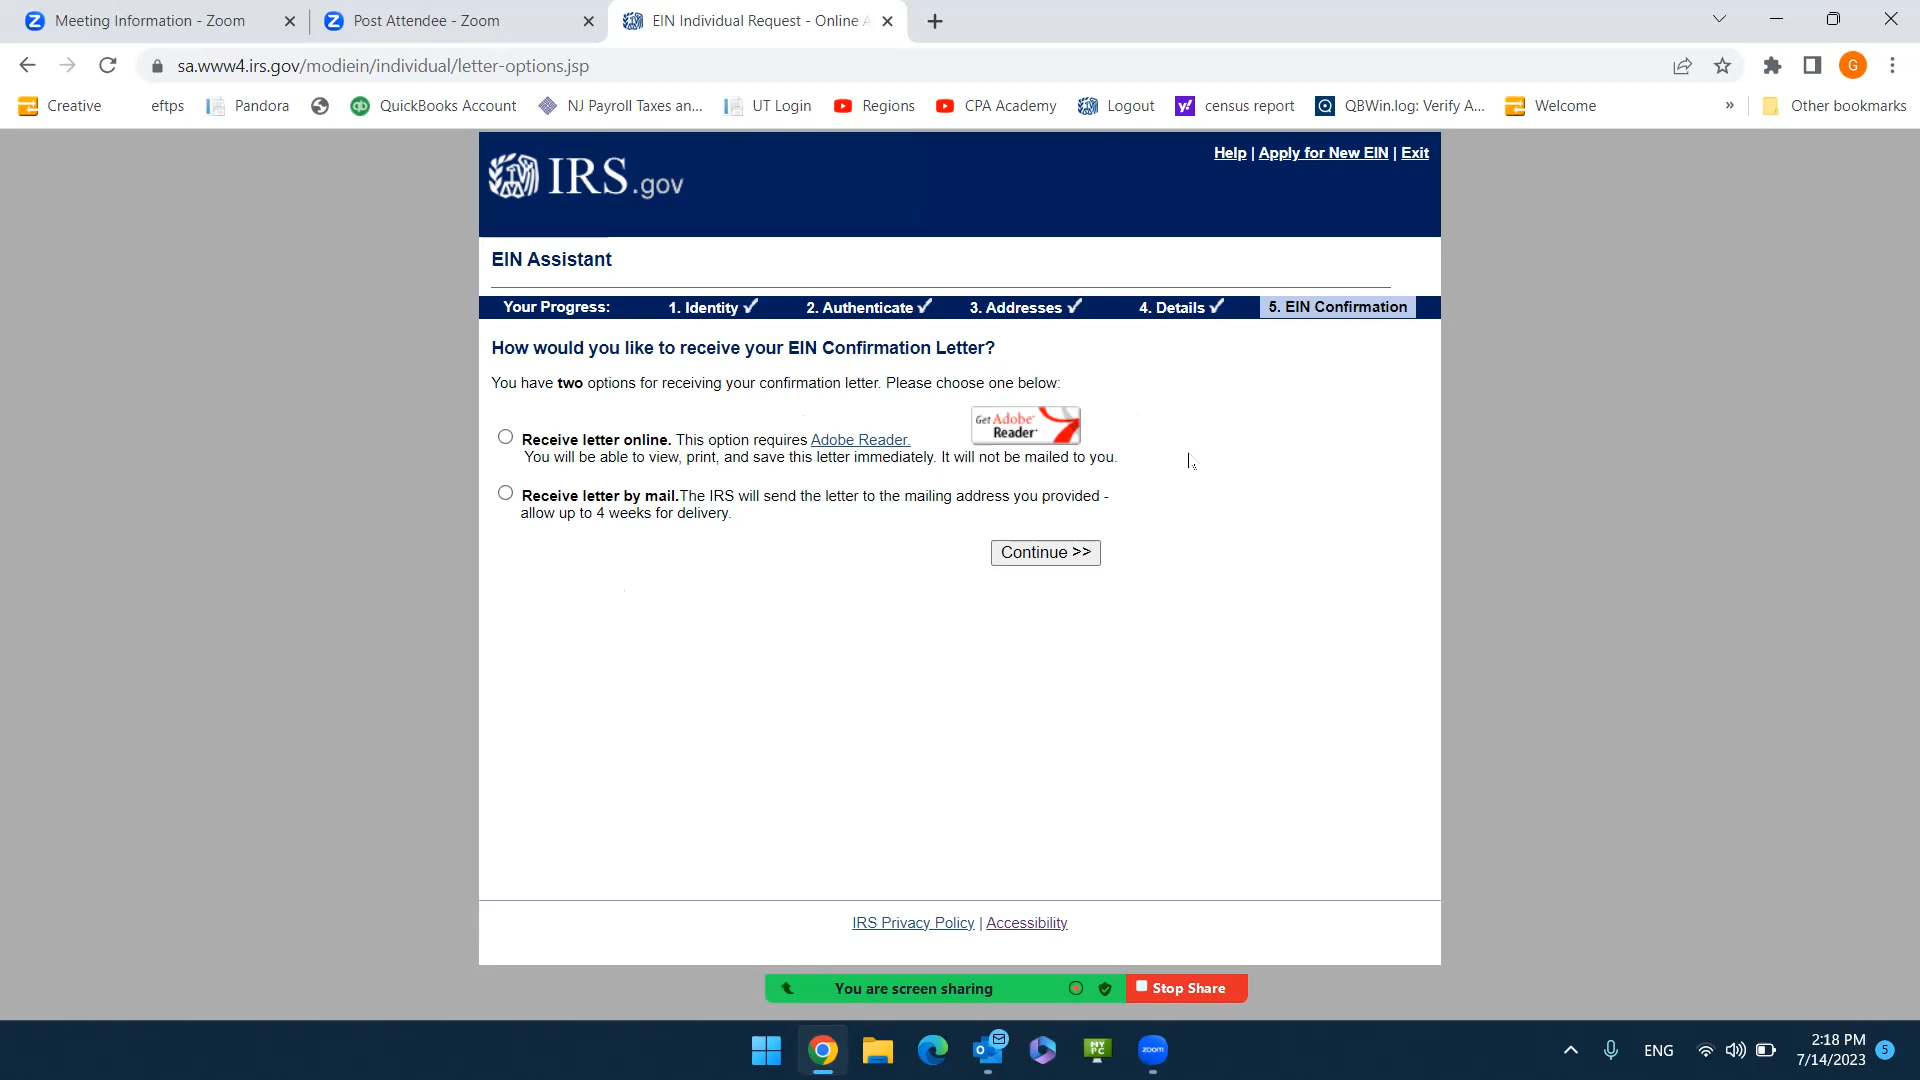 Meeting Information - Zoom
Post Attendee - Zoom
EIN Individual Request - Online A
sa.www4.irs.gov/modiein/individual/letter-options.jsp
G
Creative
eftps
Pandora
QuickBooks Account
NJ Payroll Taxes an...
UT Login
Regions
CPA Academy
Logout
census report
QBWin.log: Verify A...
Welcome
»
Other bookmarks
IRS.gov
Help | Apply for New EIN | Exit
EIN Assistant
Your Progress: 1. Identity ✓ 2. Authenticate ✓ 3. Addresses ✓ 4. Details ✓ 5. EIN Confirmation
How would you like to receive your EIN Confirmation Letter?
You have two options for receiving your confirmation letter. Please choose one below:
Get Adobe
Reader
Receive letter online. This option requires Adobe Reader.
You will be able to view, print, and save this letter immediately. It will not be mailed to you.
Receive letter by mail.The IRS will send the letter to the mailing address you provided -
allow up to 4 weeks for delivery.
Continue >>
IRS Privacy Policy | Accessibility
You are screen sharing
Stop Share
MY
PC
zoom
ENG
2:18 PM
7/14/2023
5